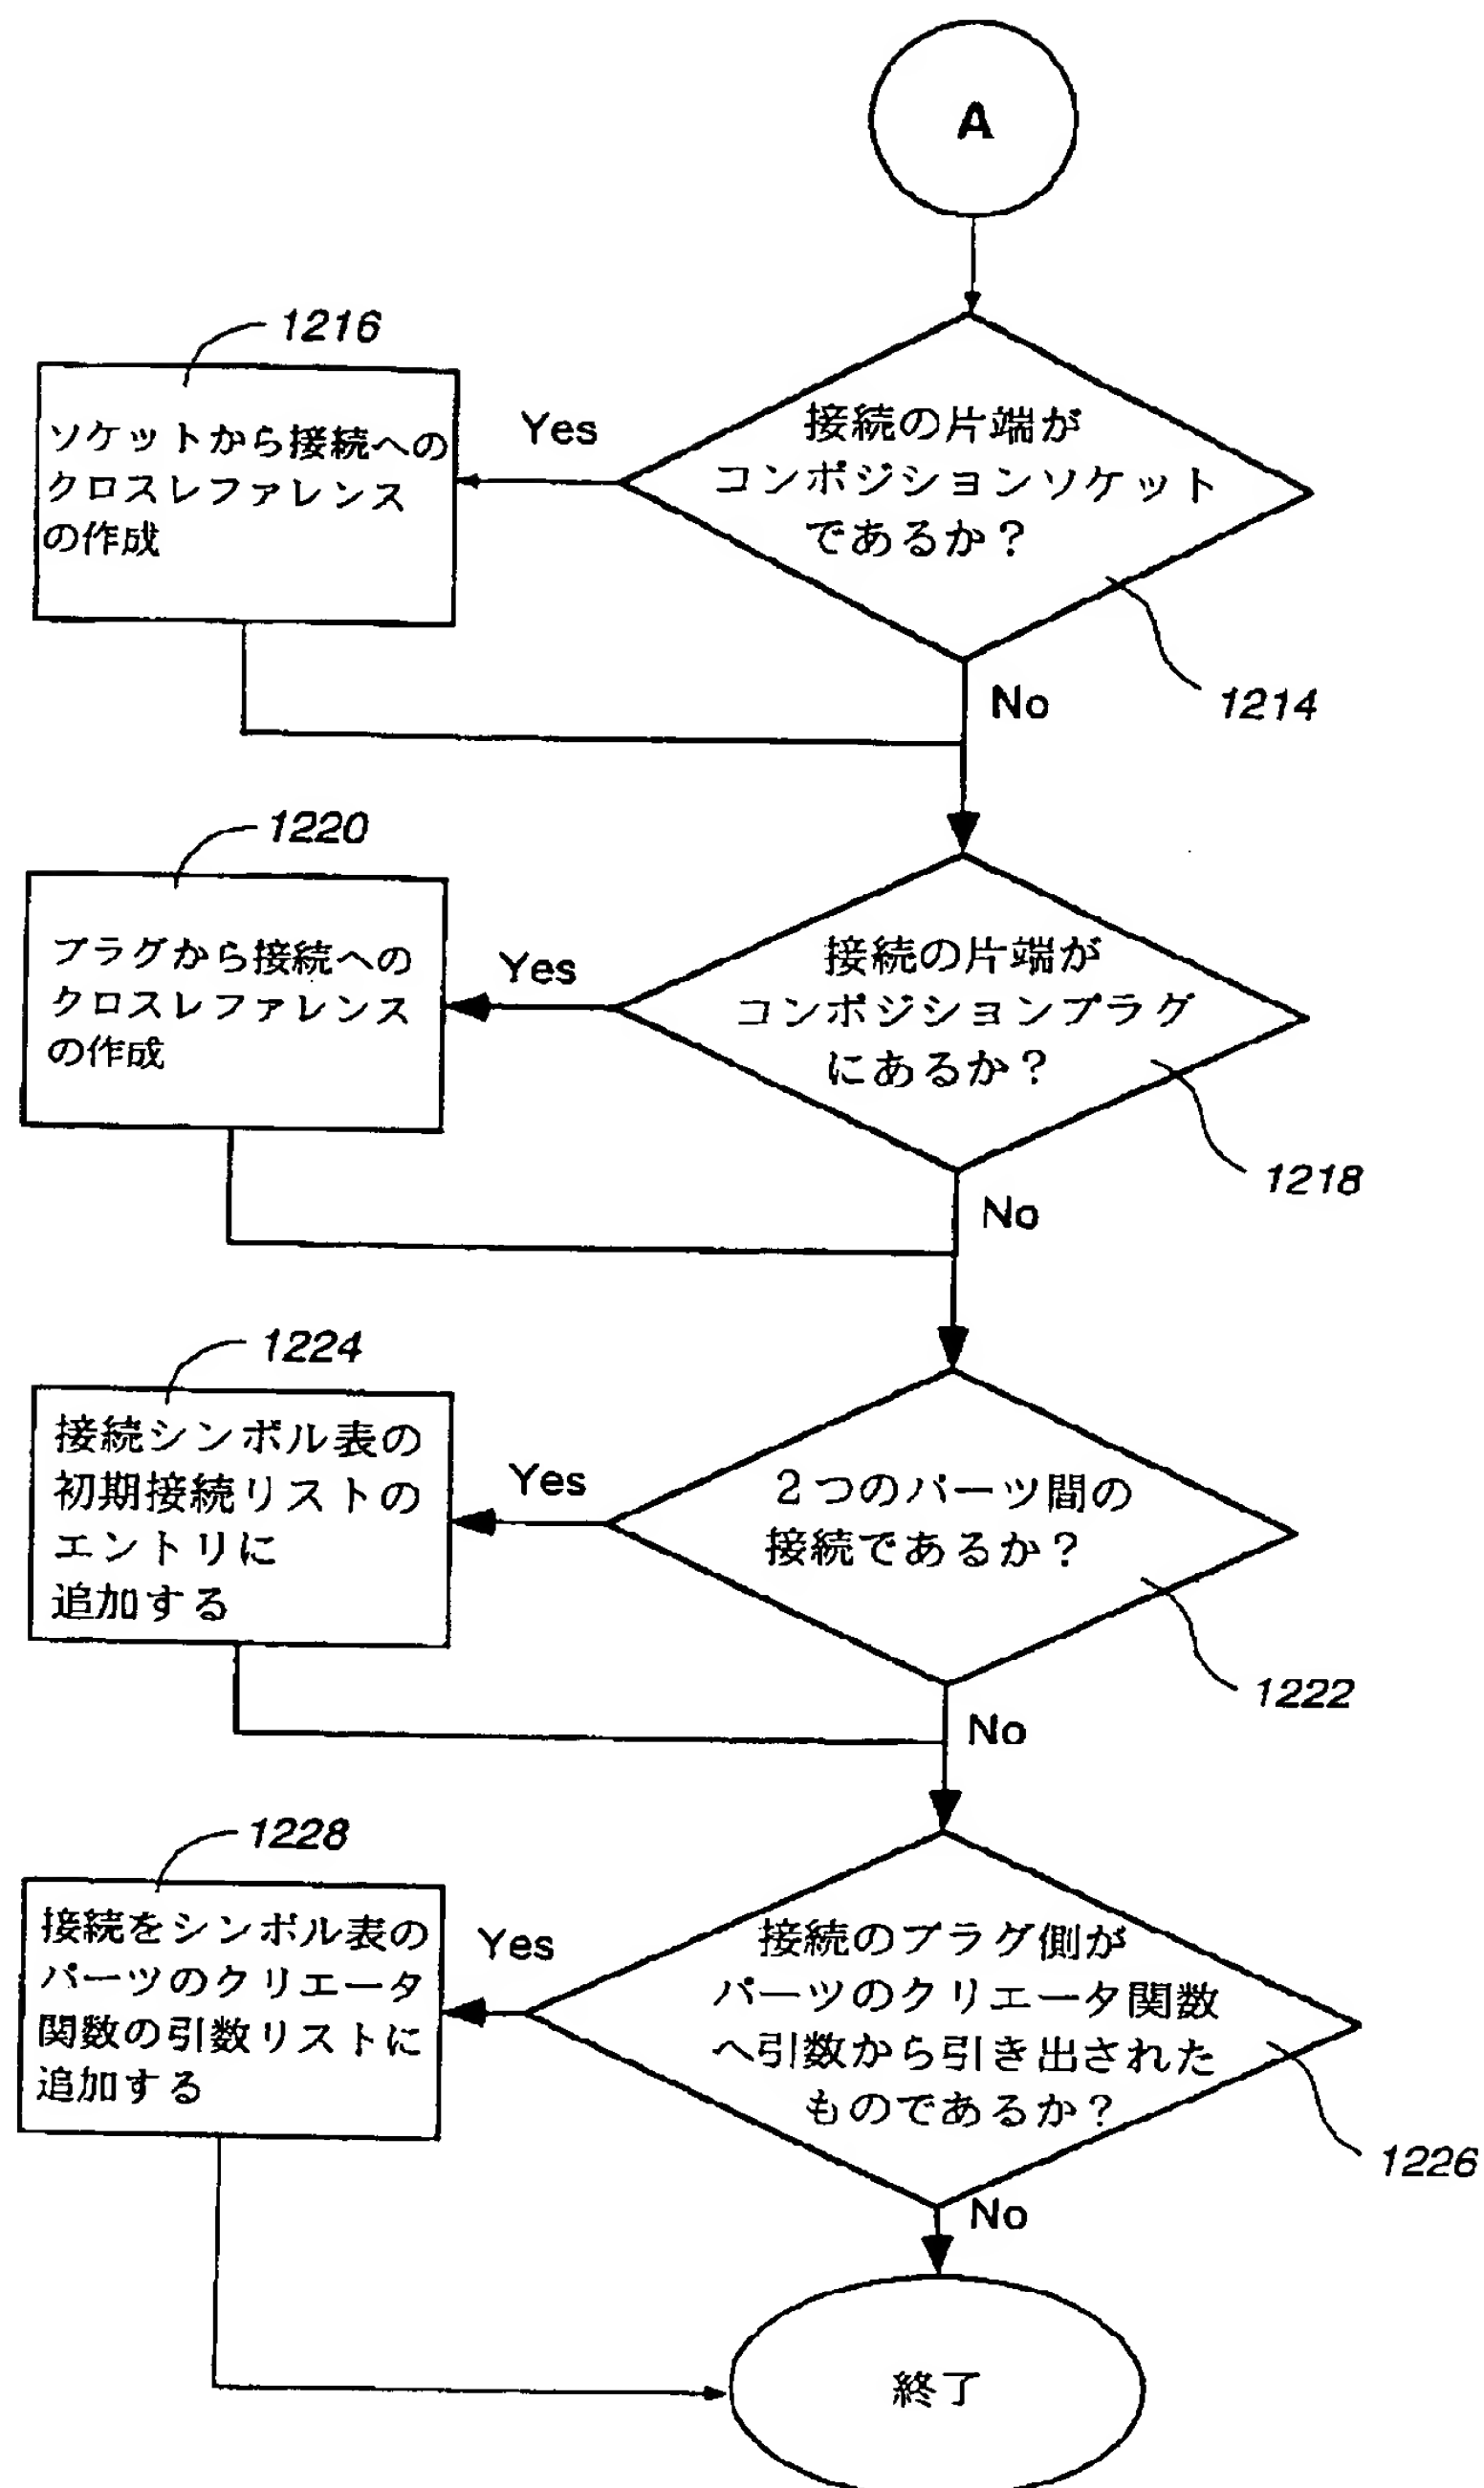 A
1216
ソケットから接続への
クロスレファレンス
の作成
Yes
接続の片端が
コンポジションソケット
であるか？
No
1214
1220
プラグから接続への
クロスレファレンス
の作成
Yes
接続の片端が
コンポジションプラグ
にあるか？
No
1218
1224
接続シンボル表の
初期接続リストの
エントリに
追加する
Yes
２つのパーツ間の
接続であるか？
No
1222
1228
接続をシンボル表の
パーツのクリエータ
関数の引数リストに
追加する
Yes
接続のプラグ側が
パーツのクリエータ関数
へ引数から引き出された
ものであるか？
No
1226
終了